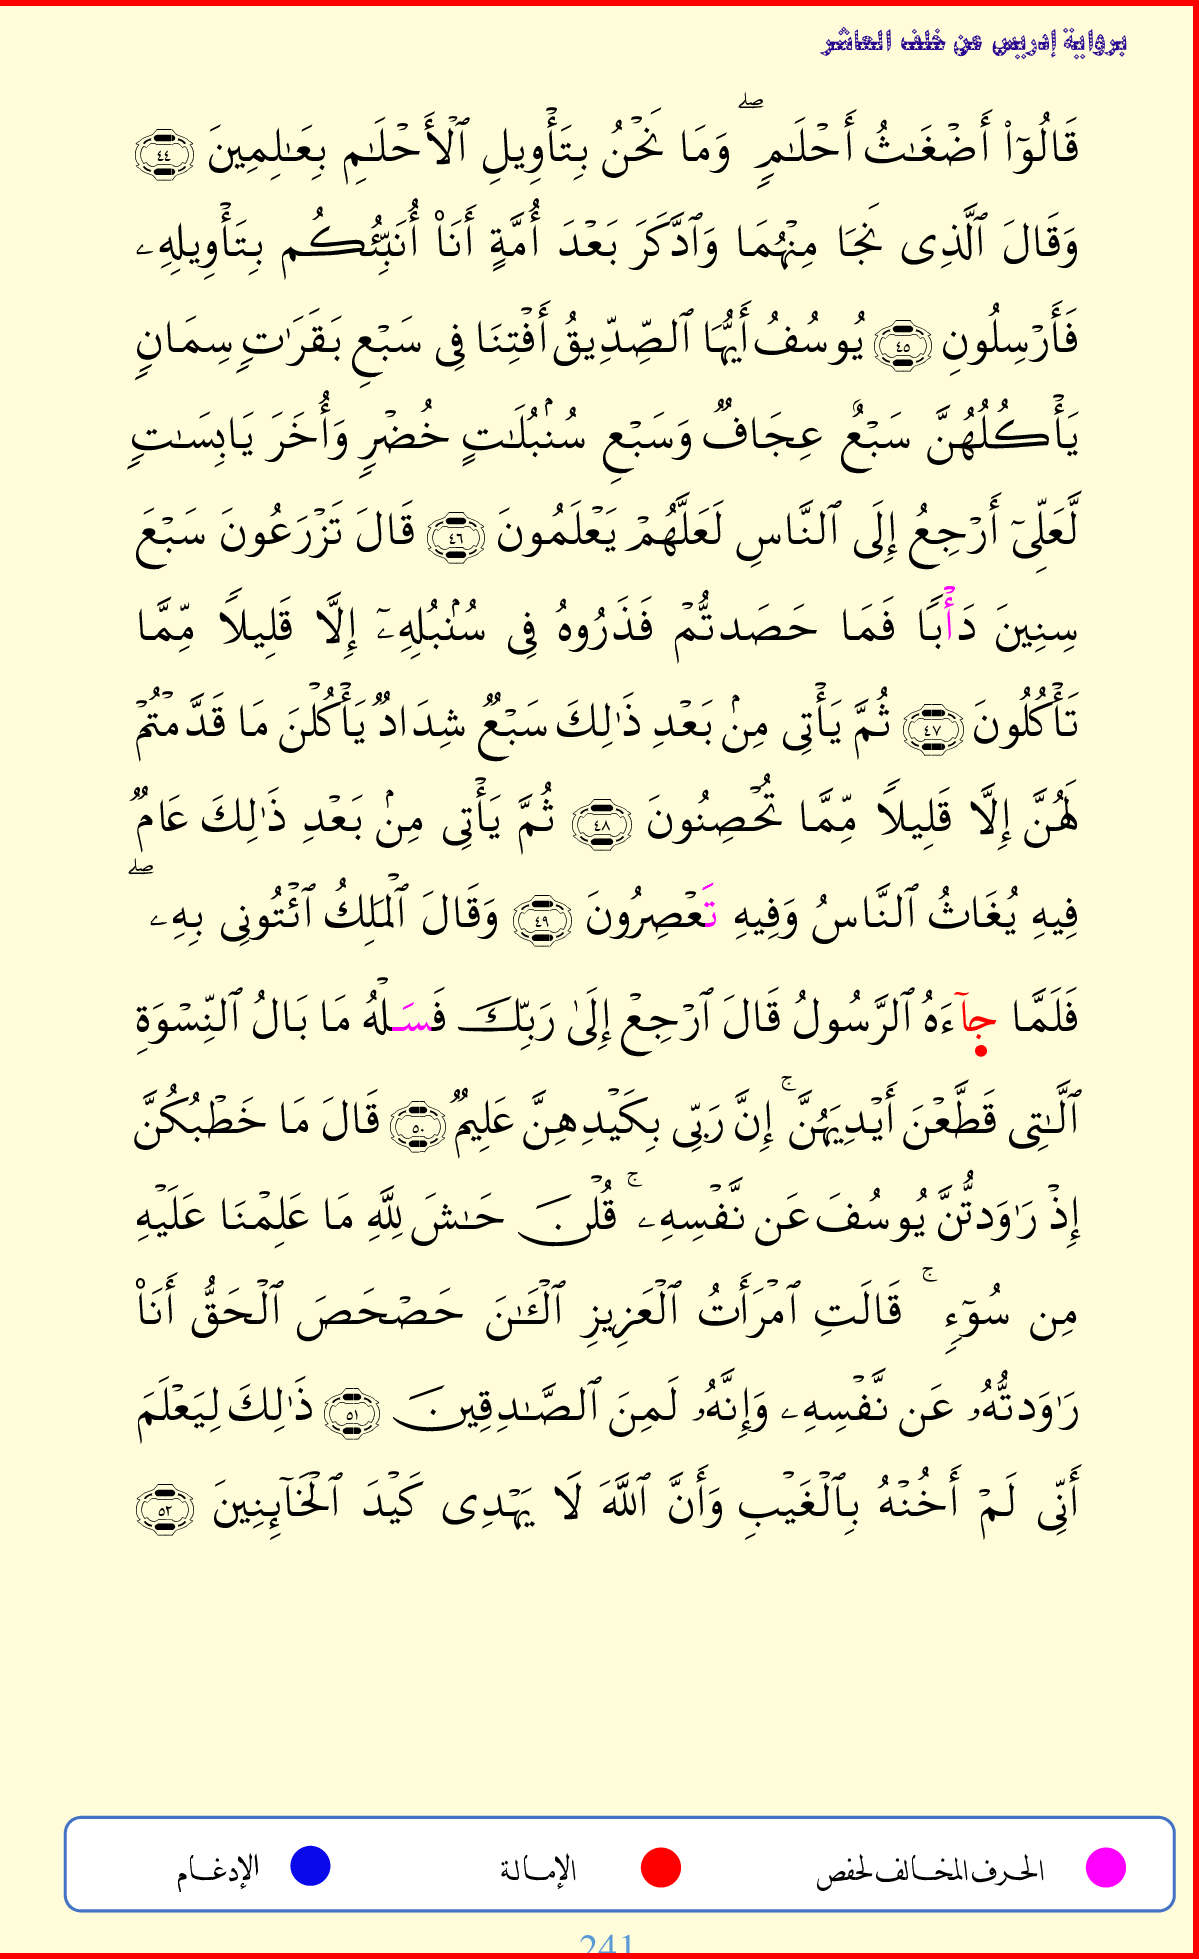 برواية إدريس عن خلف العاشر
قَالُوٓاْ أَضْغَـٰثُ أَحْلَـٰمٍۖ وَمَا نَحْنُ بِتَأْوِيلِ ٱلْأَحْلَـٰمِ بِعَـٰلِمِينَ ٤٤
وَقَالَ ٱلَّذِى نَجَا مِنْهُمَا وَٱدَّكَرَ بَعْدَ أُمَّةٍ أَنَا۠ أُنَبِّئُكُم بِتَأْوِيلِهِۦ
فَأَرْسِلُونِ ٤٥ يُوسُفُ أَيُّهَا ٱلصِّدِّيقُ أَفْتِنَا فِى سَبْعِ بَقَرَٰتٍ سِمَانٍ
يَأْكُلُهُنَّ سَبْعٌ عِجَافٌ وَسَبْعِ سُنۢبُلَـٰتٍ خُضْرٍ وَأُخَرَ يَابِسَـٰتٍ
لَّعَلِّىٓ أَرْجِعُ إِلَى ٱلنَّاسِ لَعَلَّهُمْ يَعْلَمُونَ ٤٦ قَالَ تَزْرَعُونَ سَبْعَ
سِنِينَ دَأْبًا فَمَا حَصَدتُّمْ فَذَرُوهُ فِى سُنۢبُلِهِۦٓ إِلَّا قَلِيلًا مِّمَّا
تَأْكُلُونَ ٤٧ ثُمَّ يَأْتِى مِنۢ بَعْدِ ذَٰلِكَ سَبْعٌ شِدَادٌ يَأْكُلْنَ مَا قَدَّمْتُمْ
لَهُنَّ إِلَّا قَلِيلًا مِّمَّا تُحْصِنُونَ ٤٨ ثُمَّ يَأْتِى مِنۢ بَعْدِ ذَٰلِكَ عَامٌ
فِيهِ يُغَاثُ ٱلنَّاسُ وَفِيهِ تَعْصِرُونَ ٤٩ وَقَالَ ٱلْمَلِكُ ٱئْتُونِى بِهِۦۖ
فَلَمَّا جَآءَهُ ٱلرَّسُولُ قَالَ ٱرْجِعْ إِلَىٰ رَبِّكَ فَسَلْهُ مَا بَالُ ٱلنِّسْوَةِ
ٱلَّـٰتِى قَطَّعْنَ أَيْدِيَهُنَّۚ إِنَّ رَبِّى بِكَيْدِهِنَّ عَلِيمٌ ٥٠ قَالَ مَا خَطْبُكُنَّ
إِذْ رَٰوَدتُّنَّ يُوسُفَ عَن نَّفْسِهِۦۚ قُلْنَ حَـٰشَ لِلَّهِ مَا عَلِمْنَا عَلَيْهِ
مِن سُوٓءٍۚ قَالَتِ ٱمْرَأَتُ ٱلْعَزِيزِ ٱلْـَٔـٰنَ حَصْحَصَ ٱلْحَقُّ أَنَا۠
رَٰوَدتُّهُۥ عَن نَّفْسِهِۦ وَإِنَّهُۥ لَمِنَ ٱلصَّـٰدِقِينَ ٥١ ذَٰلِكَ لِيَعْلَمَ
أَنِّى لَمْ أَخُنْهُ بِٱلْغَيْبِ وَأَنَّ ٱللَّهَ لَا يَهْدِى كَيْدَ ٱلْخَآئِنِينَ ٥٢
الحرف المخالف لحفص الإمالة الإدغام
241